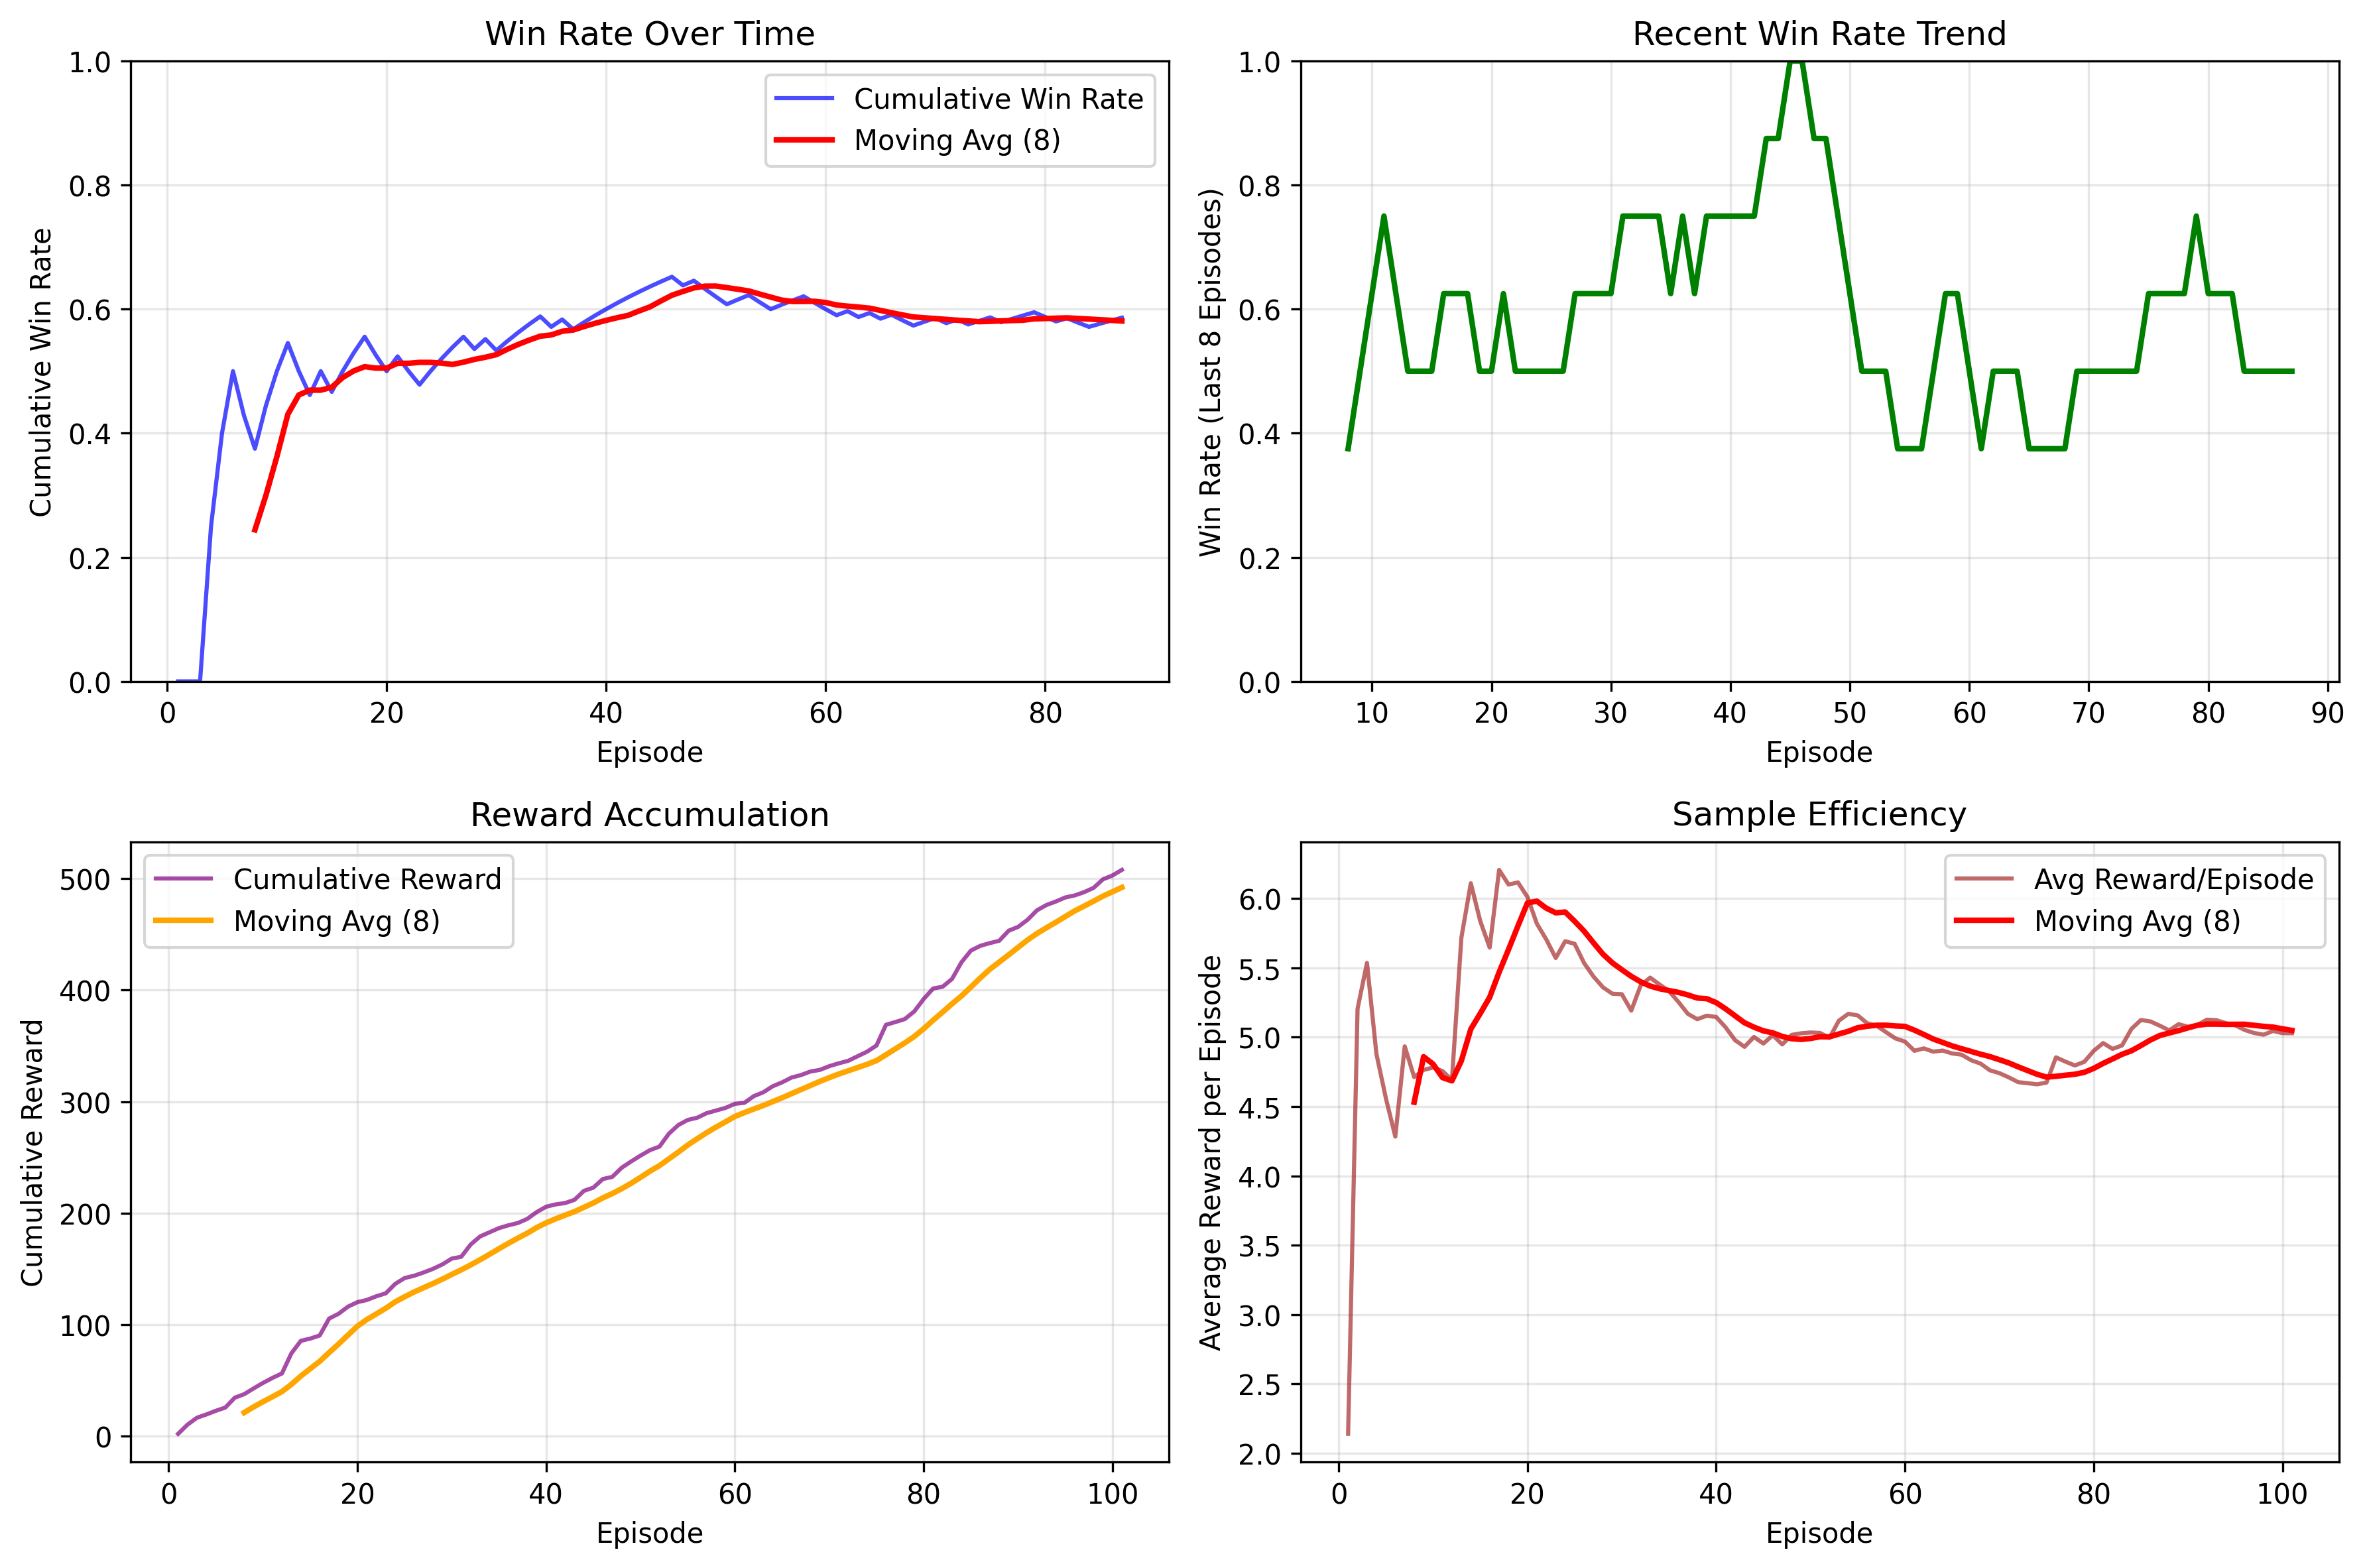 Win Rate Over Time
Cumulative Win Rate
Moving Avg (8)
Cumulative Win Rate
1.0
0.8
0.6
0.4
0.2
0.0
0 20 40 60 80
Episode
Recent Win Rate Trend
Win Rate (Last 8 Episodes)
1.0
0.8
0.6
0.4
0.2
0.0
10 20 30 40 50 60 70 80 90
Episode
Reward Accumulation
Cumulative Reward
Moving Avg (8)
Cumulative Reward
500
400
300
200
100
0
0 20 40 60 80 100
Episode
Sample Efficiency
Avg Reward/Episode
Moving Avg (8)
Average Reward per Episode
6.0
5.5
5.0
4.5
4.0
3.5
3.0
2.5
2.0
0 20 40 60 80 100
Episode